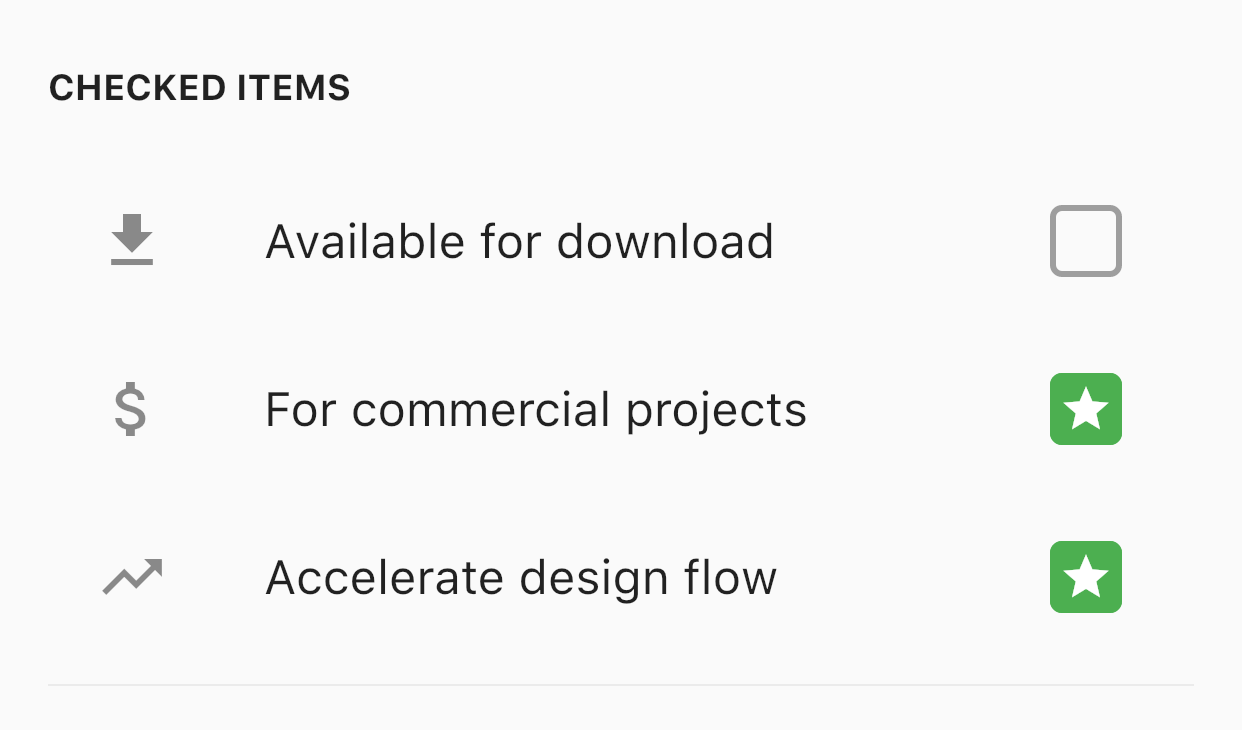 CHECKED ITEMS
Available for download
$ For commercial projects
Accelerate design flow